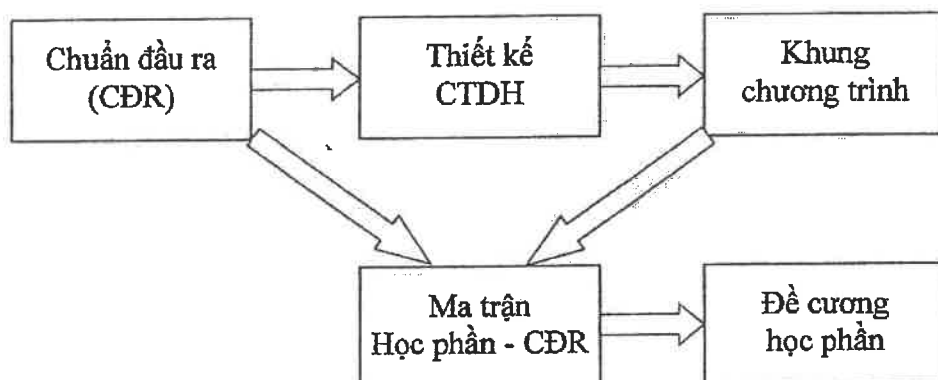 Chuẩn đầu ra
(CĐR)
Thiết kế
CTDH
Khung
chương trình
Ma trận
Học phần - CĐR
Đề cương
học phần